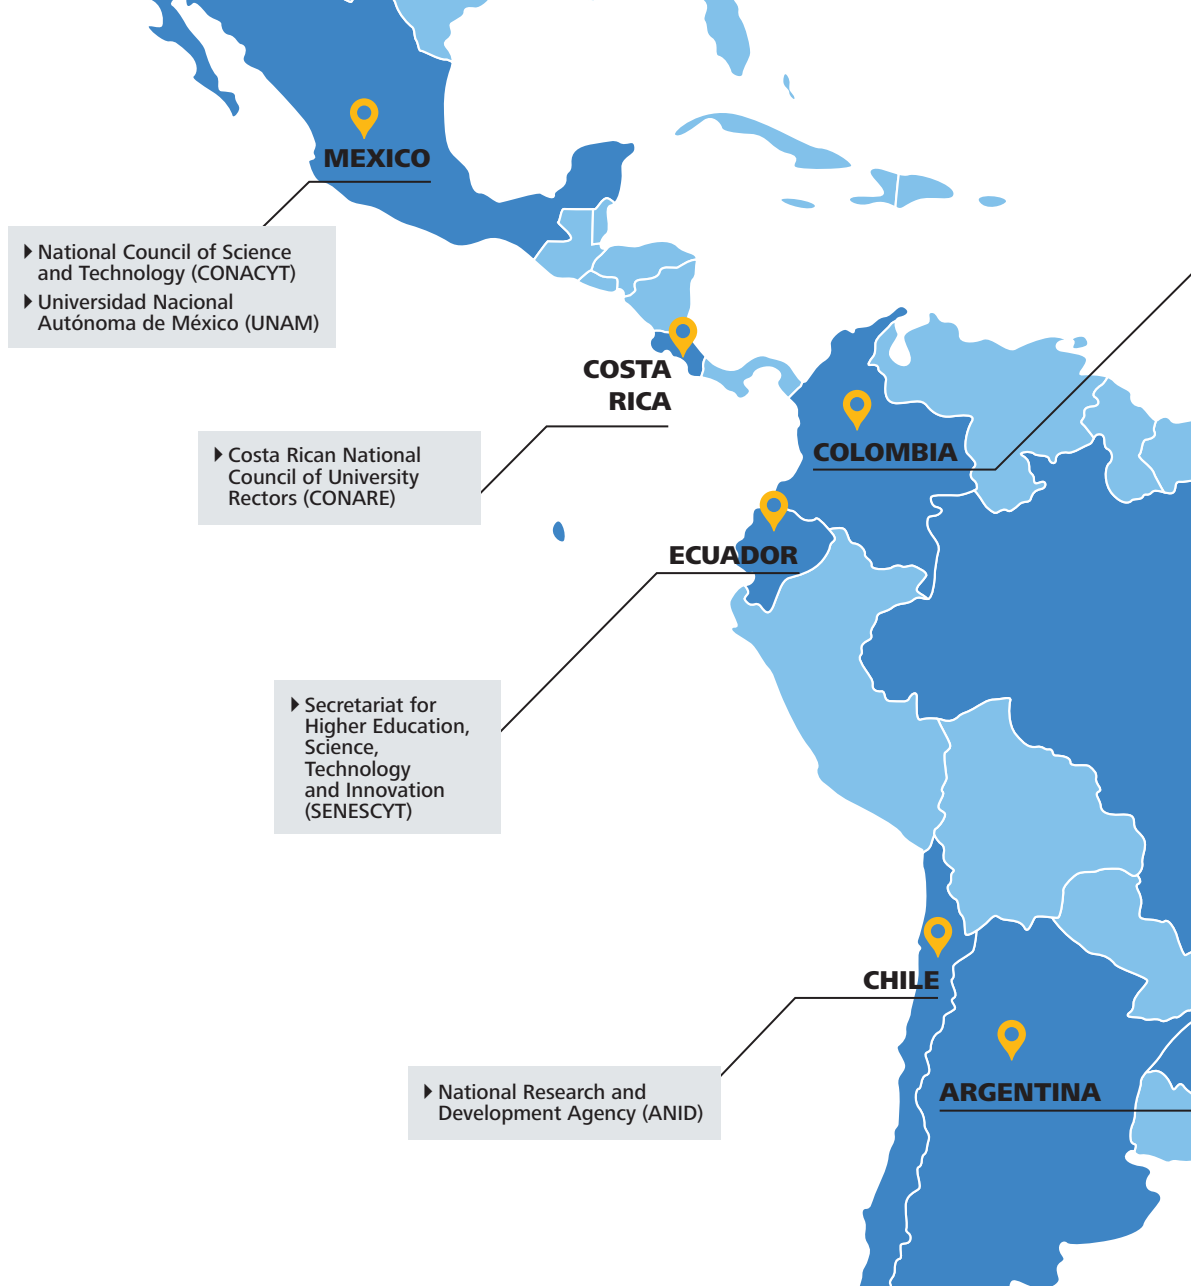 MEXICO
▶ National Council of Science
and Technology (CONACYT)
▶ Universidad Nacional
Autónoma de México (UNAM)
COSTA
RICA
▶ Costa Rican National
Council of University
Rectors (CONARE)
COLOMBIA
ECUADOR
▶ Secretariat for
Higher Education,
Science,
Technology
and Innovation
(SENESCYT)
CHILE
▶ National Research and
Development Agency (ANID)
ARGENTINA